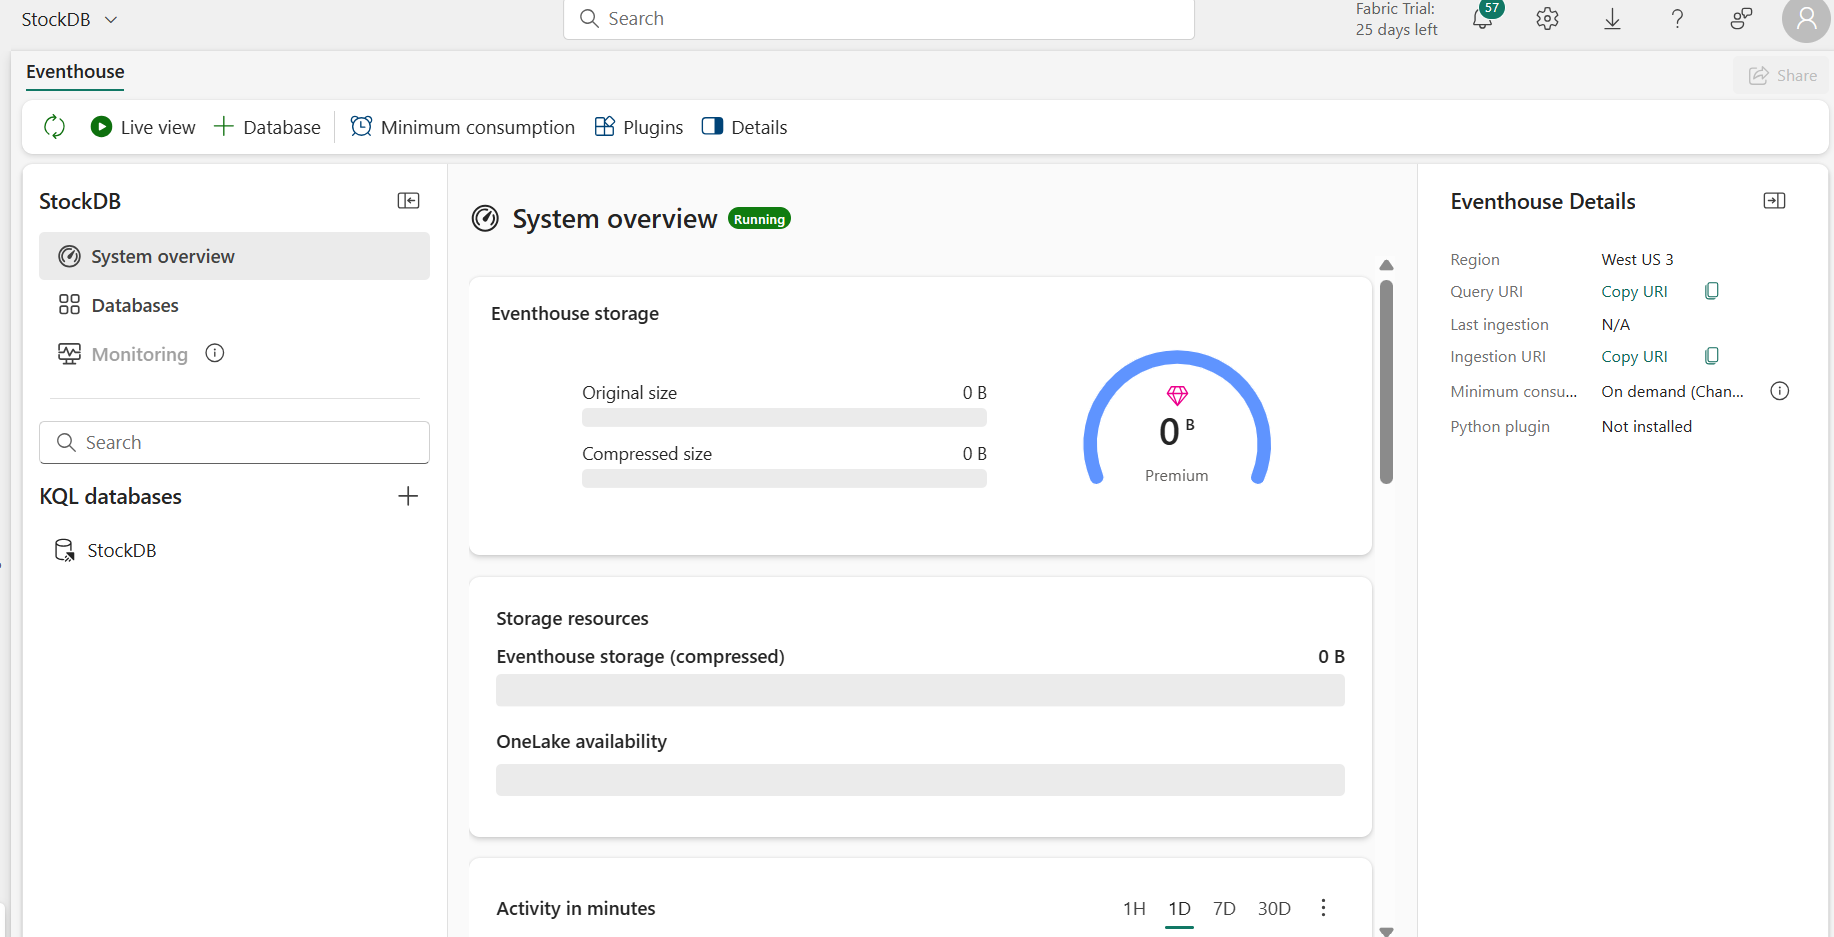 StockDB
Search
Fabric Trial:
25 days left
57
Eventhouse
Share
Live view
Database
Minimum consumption
Plugins
Details
StockDB
System overview
Databases
Monitoring
Search
KQL databases
StockDB
System overview
Running
Eventhouse storage
Original size 0 B
Compressed size 0 B
0 B
Premium
Storage resources
Eventhouse storage (compressed) 0 B
OneLake availability
Activity in minutes
1H 1D 7D 30D
Eventhouse Details
Region West US 3
Query URI Copy URI
Last ingestion N/A
Ingestion URI Copy URI
Minimum consu... On demand (Chan...
Python plugin Not installed